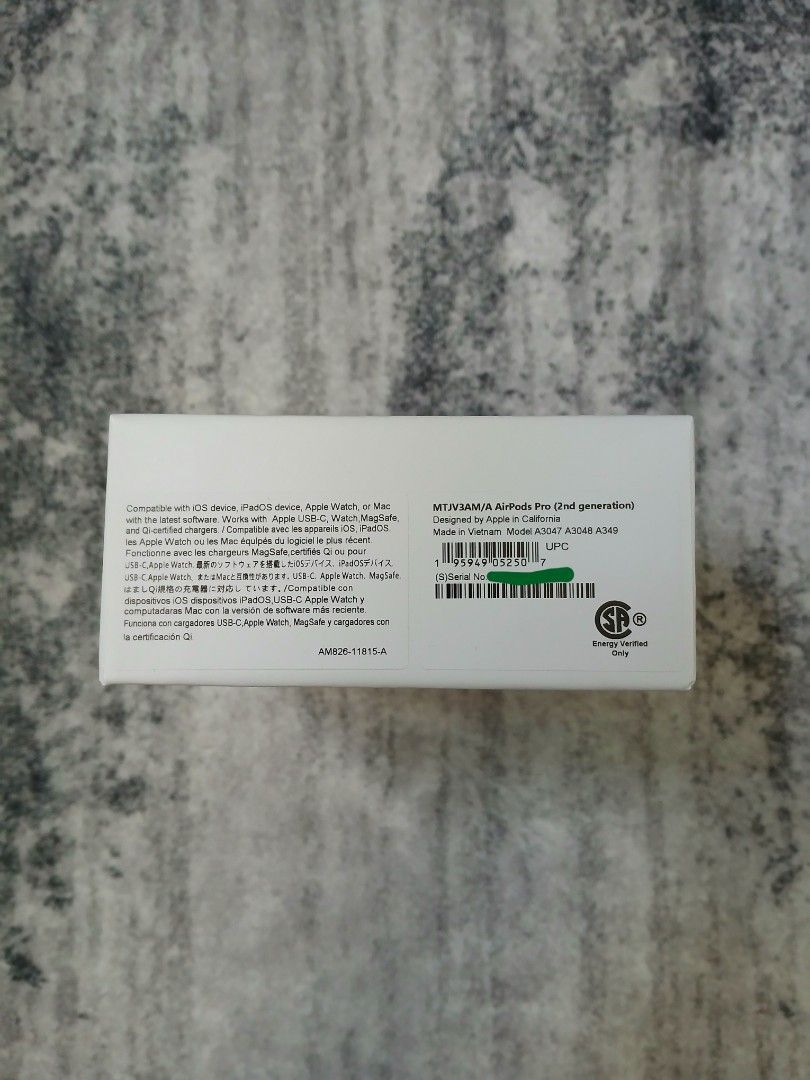 Compatible with iOS device, iPadOS device, Apple Watch, or Mac
with the latest software. Works with Apple USB-C, Watch,MagSafe,
and Qi-certified chargers. / Compatible avec les appareils iOS, iPadOS.
les Apple Watch ou les Mac équpulés du logiciel le plus récent.
Fonctionne avec les chargeurs MagSafe,certifiés Qi ou pour
USB-C,Apple Watch. 最新のソフトウェアを搭載したiOSデバイス、iPadOSデバイス、
USB-C,Apple Watch、またはMacと互換性があります。USB-C、Apple Watch、MagSafe、
はましQi規格の充電器に対応し ています。/Compatible con
dispositivos iOS dispositivos iPadOS,USB-C Apple Watch y
computadaras Mac con la versión de software más reciente.
Funciona con cargadores USB-C,Apple Watch, MagSafe y cargadores con
la certificación Qi.
AM826-11815-A
MTJV3AM/A AirPods Pro (2nd generation)
Designed by Apple in California
Made in Vietnam Model A3047 A3048 A349
UPC
1 95949 05250 7
(S)Serial No:
SA ®
Energy Verified
Only